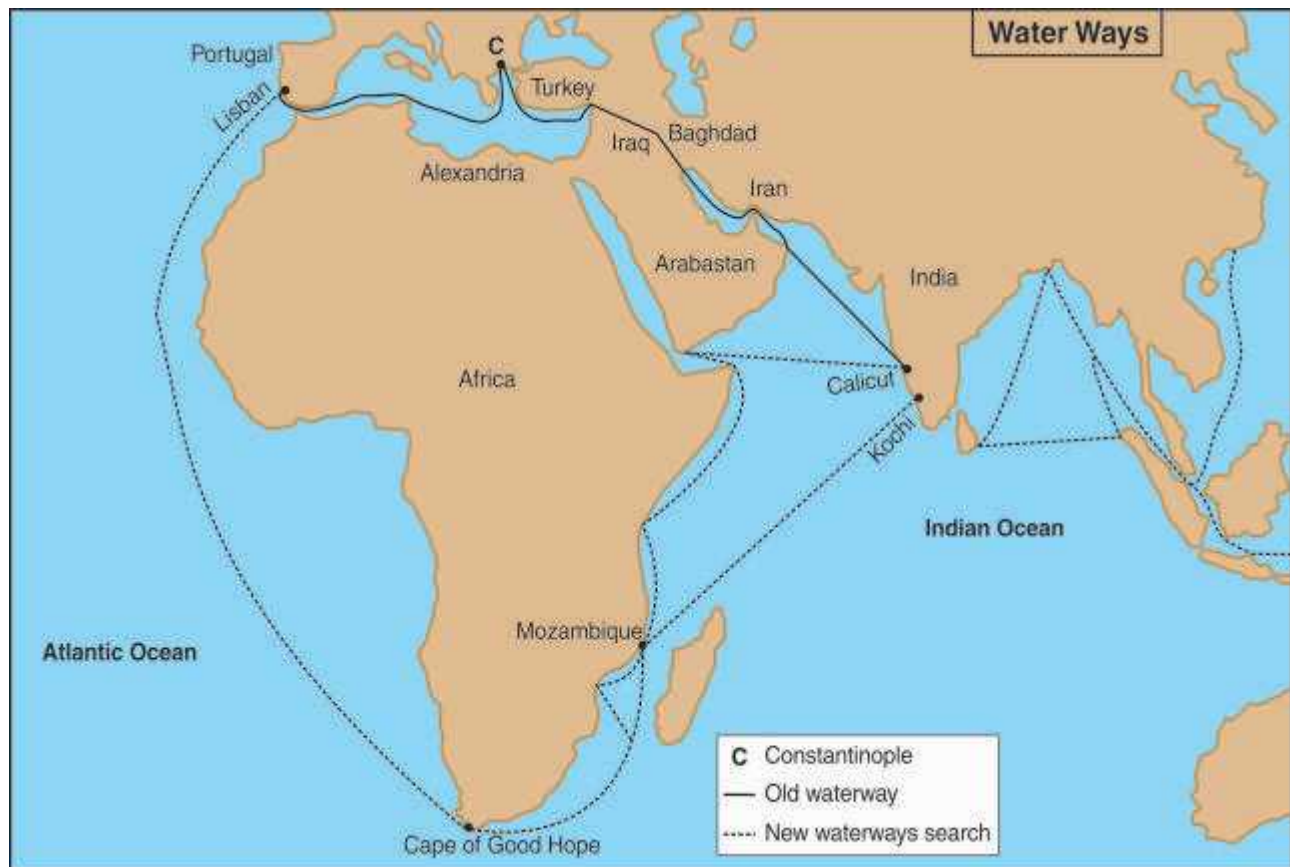 Water Ways
C
Portugal
Lisban
Turkey
Baghdad
Iraq
Alexandria
Iran
Arabastan
India
Africa
Calicut
Kochi
Indian Ocean
Mozambique
Atlantic Ocean
Cape of Good Hope
C Constantinople
Old waterway
New waterways search